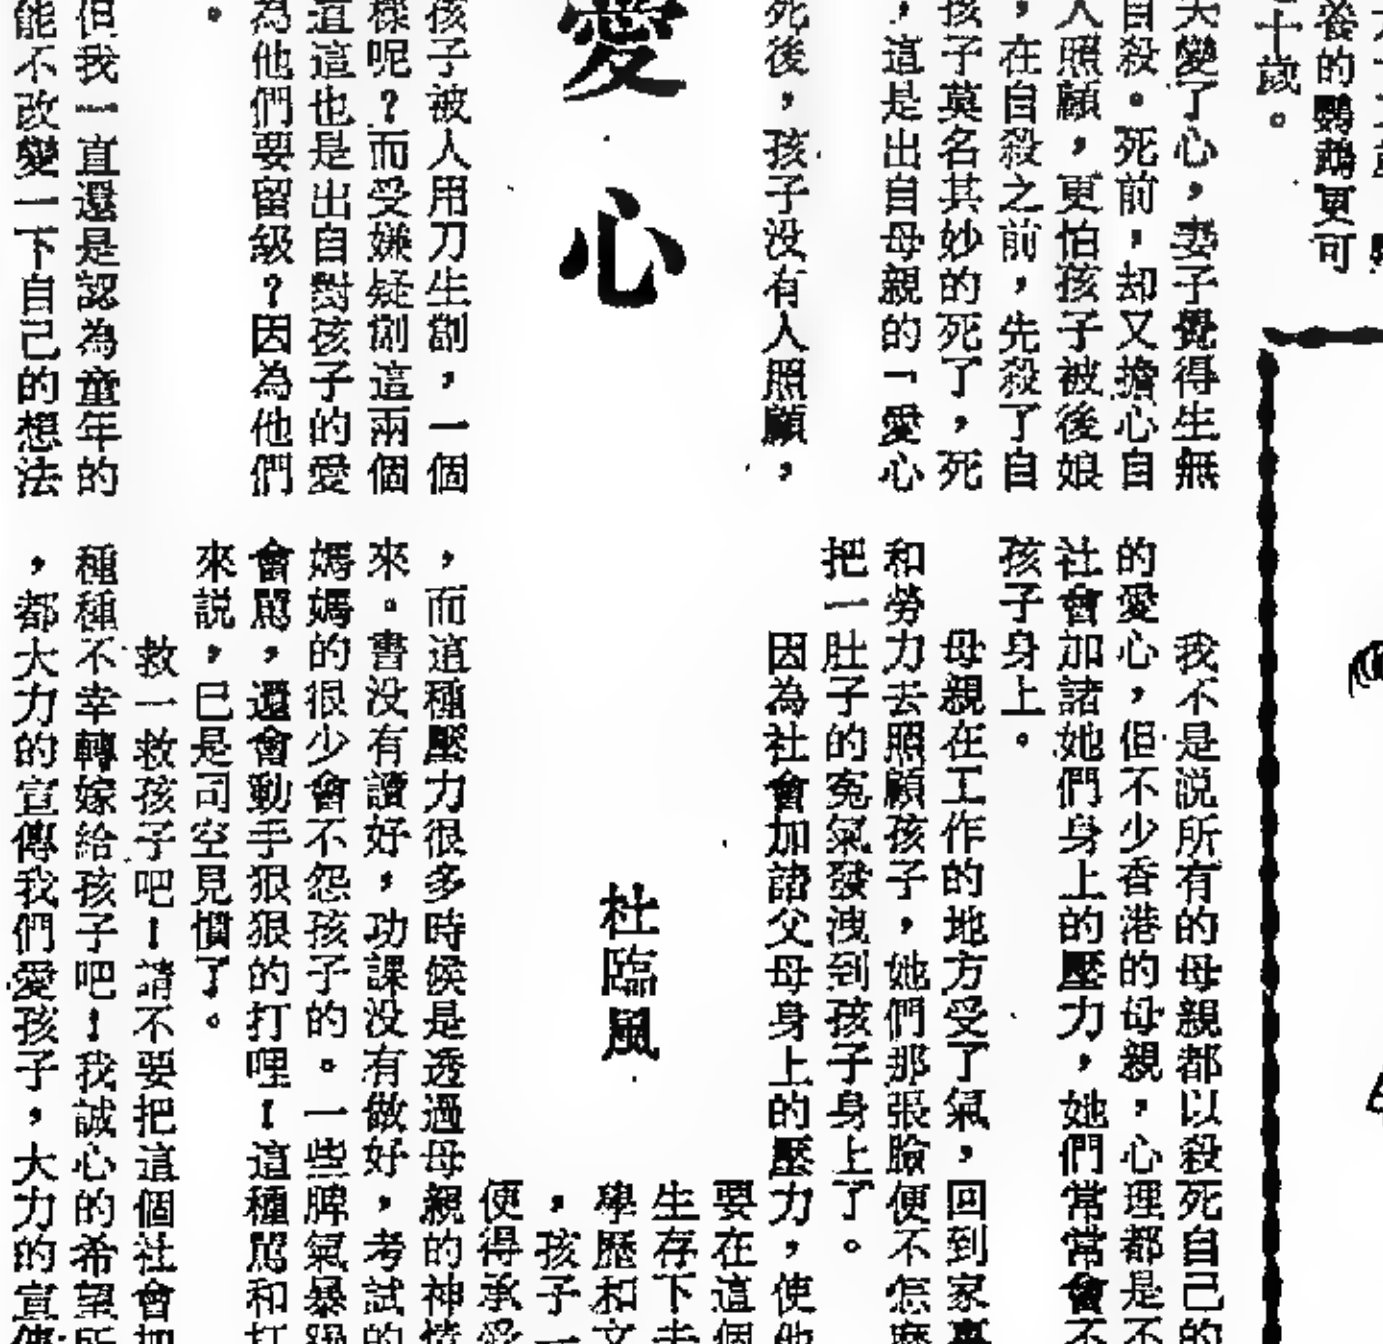 十歲。
養的鸚鵡更可
夫變了心，妻子覺得生無
自殺。死前，却又擔心自
人照顧，更怕孩子被後娘
，在自殺之前，先殺了自
孩子莫名其妙的死了，死
，這是出自母親的「愛心
死後，孩子没有人照顧，
愛心
杜臨風
孩子被人用刀生劏，一個
樣呢？而受嫌疑劏這兩個
道這也是出自對孩子的愛
為他們要留級？因為他們
。
但我一直還是認為童年的
能不改變一下自己的想法
我不是説所有的母親都以殺死自己的
的愛心，但不少香港的母親，心理都是不
社會加諸她們身上的壓力，她們常常會不
孩子身上。
母親在工作的地方受了氣，回到家裏
和勞力去照顧孩子，她們那張臉便不怎麼
把一肚子的寃氣發洩到孩子身上了。
因為社會加諸父母身上的壓力，使他
要在這個
生存下去
學歷和文
，孩子一
使得承受
，而這種壓力很多時候是透過母親的神情
來。書没有讀好，功課没有做好，考試的
媽媽的很少會不怨孩子的。一些脾氣暴躁
會罵，還會動手狠狠的打哩！這種罵和打
來説，已是司空見慣了。
救一救孩子吧！請不要把這個社會加
種種不幸轉嫁給孩子吧！我誠心的希望所
，都大力的宣傳我們愛孩子，大力的宣傳